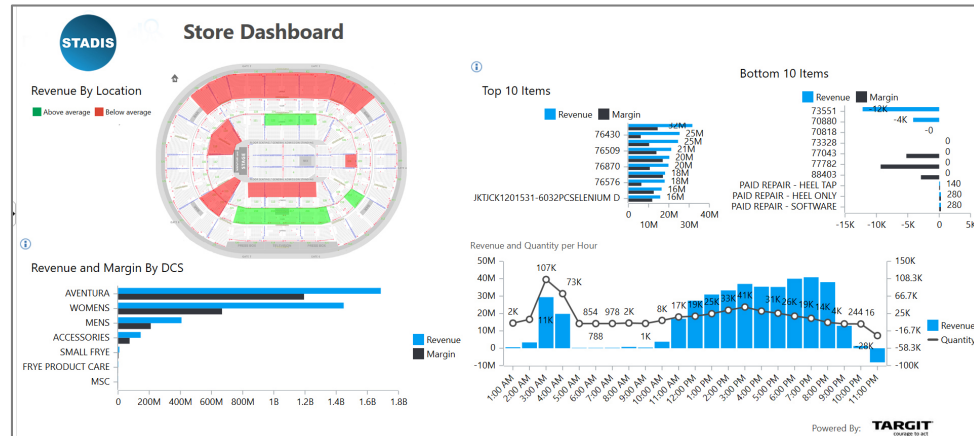 STADIS
Store Dashboard
Revenue By Location
Above average Below average
STAGE
Top 10 Items
Revenue Margin
32M
76430 25M
25M
76509 21M
20M
76870 20M
18M
76576 18M
16M
JKTJCK1201531-6032PCSELENIUM D 16M
0 20M 40M
10M 30M
Bottom 10 Items
Revenue Margin
73551 -12K
70880 -4K
70818 -0
73328 0
77043 0
77782 0
88403 0
PAID REPAIR - HEEL TAP 140
PAID REPAIR - HEEL ONLY 280
PAID REPAIR - SOFTWARE 280
-15K -10K -5K 0 5K
Revenue and Margin By DCS
AVENTURA
WOMENS
MENS
ACCESSORIES
SMALL FRYE
FRYE PRODUCT CARE
MSC
Revenue
Margin
0 200M 400M 600M 800M 1B 1.2B 1.4B 1.6B 1.8B
Revenue and Quantity per Hour
50M 40M 30M 20M 10M 0 -10M
2K 11K 107K 73K 854 788 978 2K 1K 8K 17K 19K 25K 33K 41K 31K 26K 19K 14K 4K 244 -28K 16
150K 108.3K 66.7K 25K -16.7K -58.3K -100K
Revenue
Quantity
1:00 AM 2:00 AM 3:00 AM 4:00 AM 5:00 AM 6:00 AM 7:00 AM 8:00 AM 9:00 AM 10:00 AM 11:00 AM 12:00 PM 1:00 PM 2:00 PM 3:00 PM 4:00 PM 5:00 PM 6:00 PM 7:00 PM 8:00 PM 9:00 PM 10:00 PM 11:00 PM
Powered By: TARGIT
courage to act